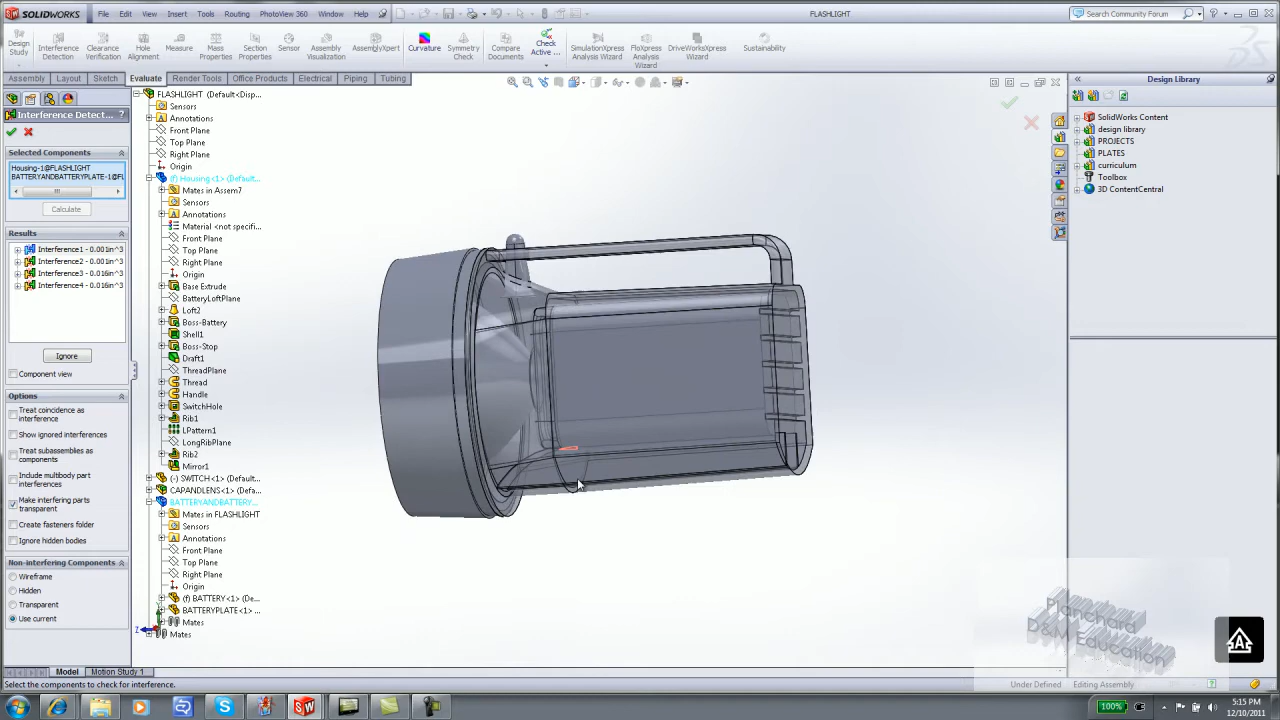 SOLIDWORKS File Edit View Insert Tools Routing PhotoView 360 Window Help FLASHLIGHT Search Community Forum
Design Study
Interference Detection
Clearance Verification
Hole Alignment
Measure
Mass Properties
Section Properties
Sensor
Assembly Visualization
AssemblyXpert
Curvature
Symmetry Check
Compare Documents
Check Active ...
SimulationXpress Analysis Wizard
FloXpress Analysis Wizard
DriveWorksXpress Wizard
Sustainability
Assembly Layout Sketch Evaluate Render Tools Office Products Electrical Piping Tubing
Interference Detect... ?
Selected Components
Housing-1@FLASHLIGHT
BATTERYANDBATTERYPLATE-1@FL
Calculate
Results
Interference1 - 0.001in^3
Interference2 - 0.001in^3
Interference3 - 0.016in^3
Interference4 - 0.016in^3
Ignore
Component view
Options
Treat coincidence as interference
Show ignored interferences
Treat subassemblies as components
Include multibody part interferences
Make interfering parts transparent
Create fasteners folder
Ignore hidden bodies
Non-interfering Components
Wireframe
Hidden
Transparent
Use current
FLASHLIGHT (Default<Disp...
Sensors
Annotations
Front Plane
Top Plane
Right Plane
Origin
(f) Housing<1> (Default...
Mates in Assem7
Sensors
Annotations
Material <not specifi...
Front Plane
Top Plane
Right Plane
Origin
Base Extrude
BatteryLoftPlane
Loft2
Boss-Battery
Shell1
Boss-Stop
Draft1
ThreadPlane
Thread
Handle
SwitchHole
Rib1
LPattern1
LongRibPlane
Rib2
Mirror1
(-) SWITCH<1> (Default...
CAPANDLENS<1> (Defaul...
BATTERYANDBATTERY...
Mates in FLASHLIGHT
Sensors
Annotations
Front Plane
Top Plane
Right Plane
Origin
(f) BATTERY<1> (De...
BATTERYPLATE<1> ...
Mates
Mates
Z
Design Library
SolidWorks Content
design library
PROJECTS
PLATES
curriculum
Toolbox
3D ContentCentral
Planchard
D&M Education
Model Motion Study 1
Select the components to check for interference.
Under Defined Editing Assembly
100%
5:15 PM
12/10/2011